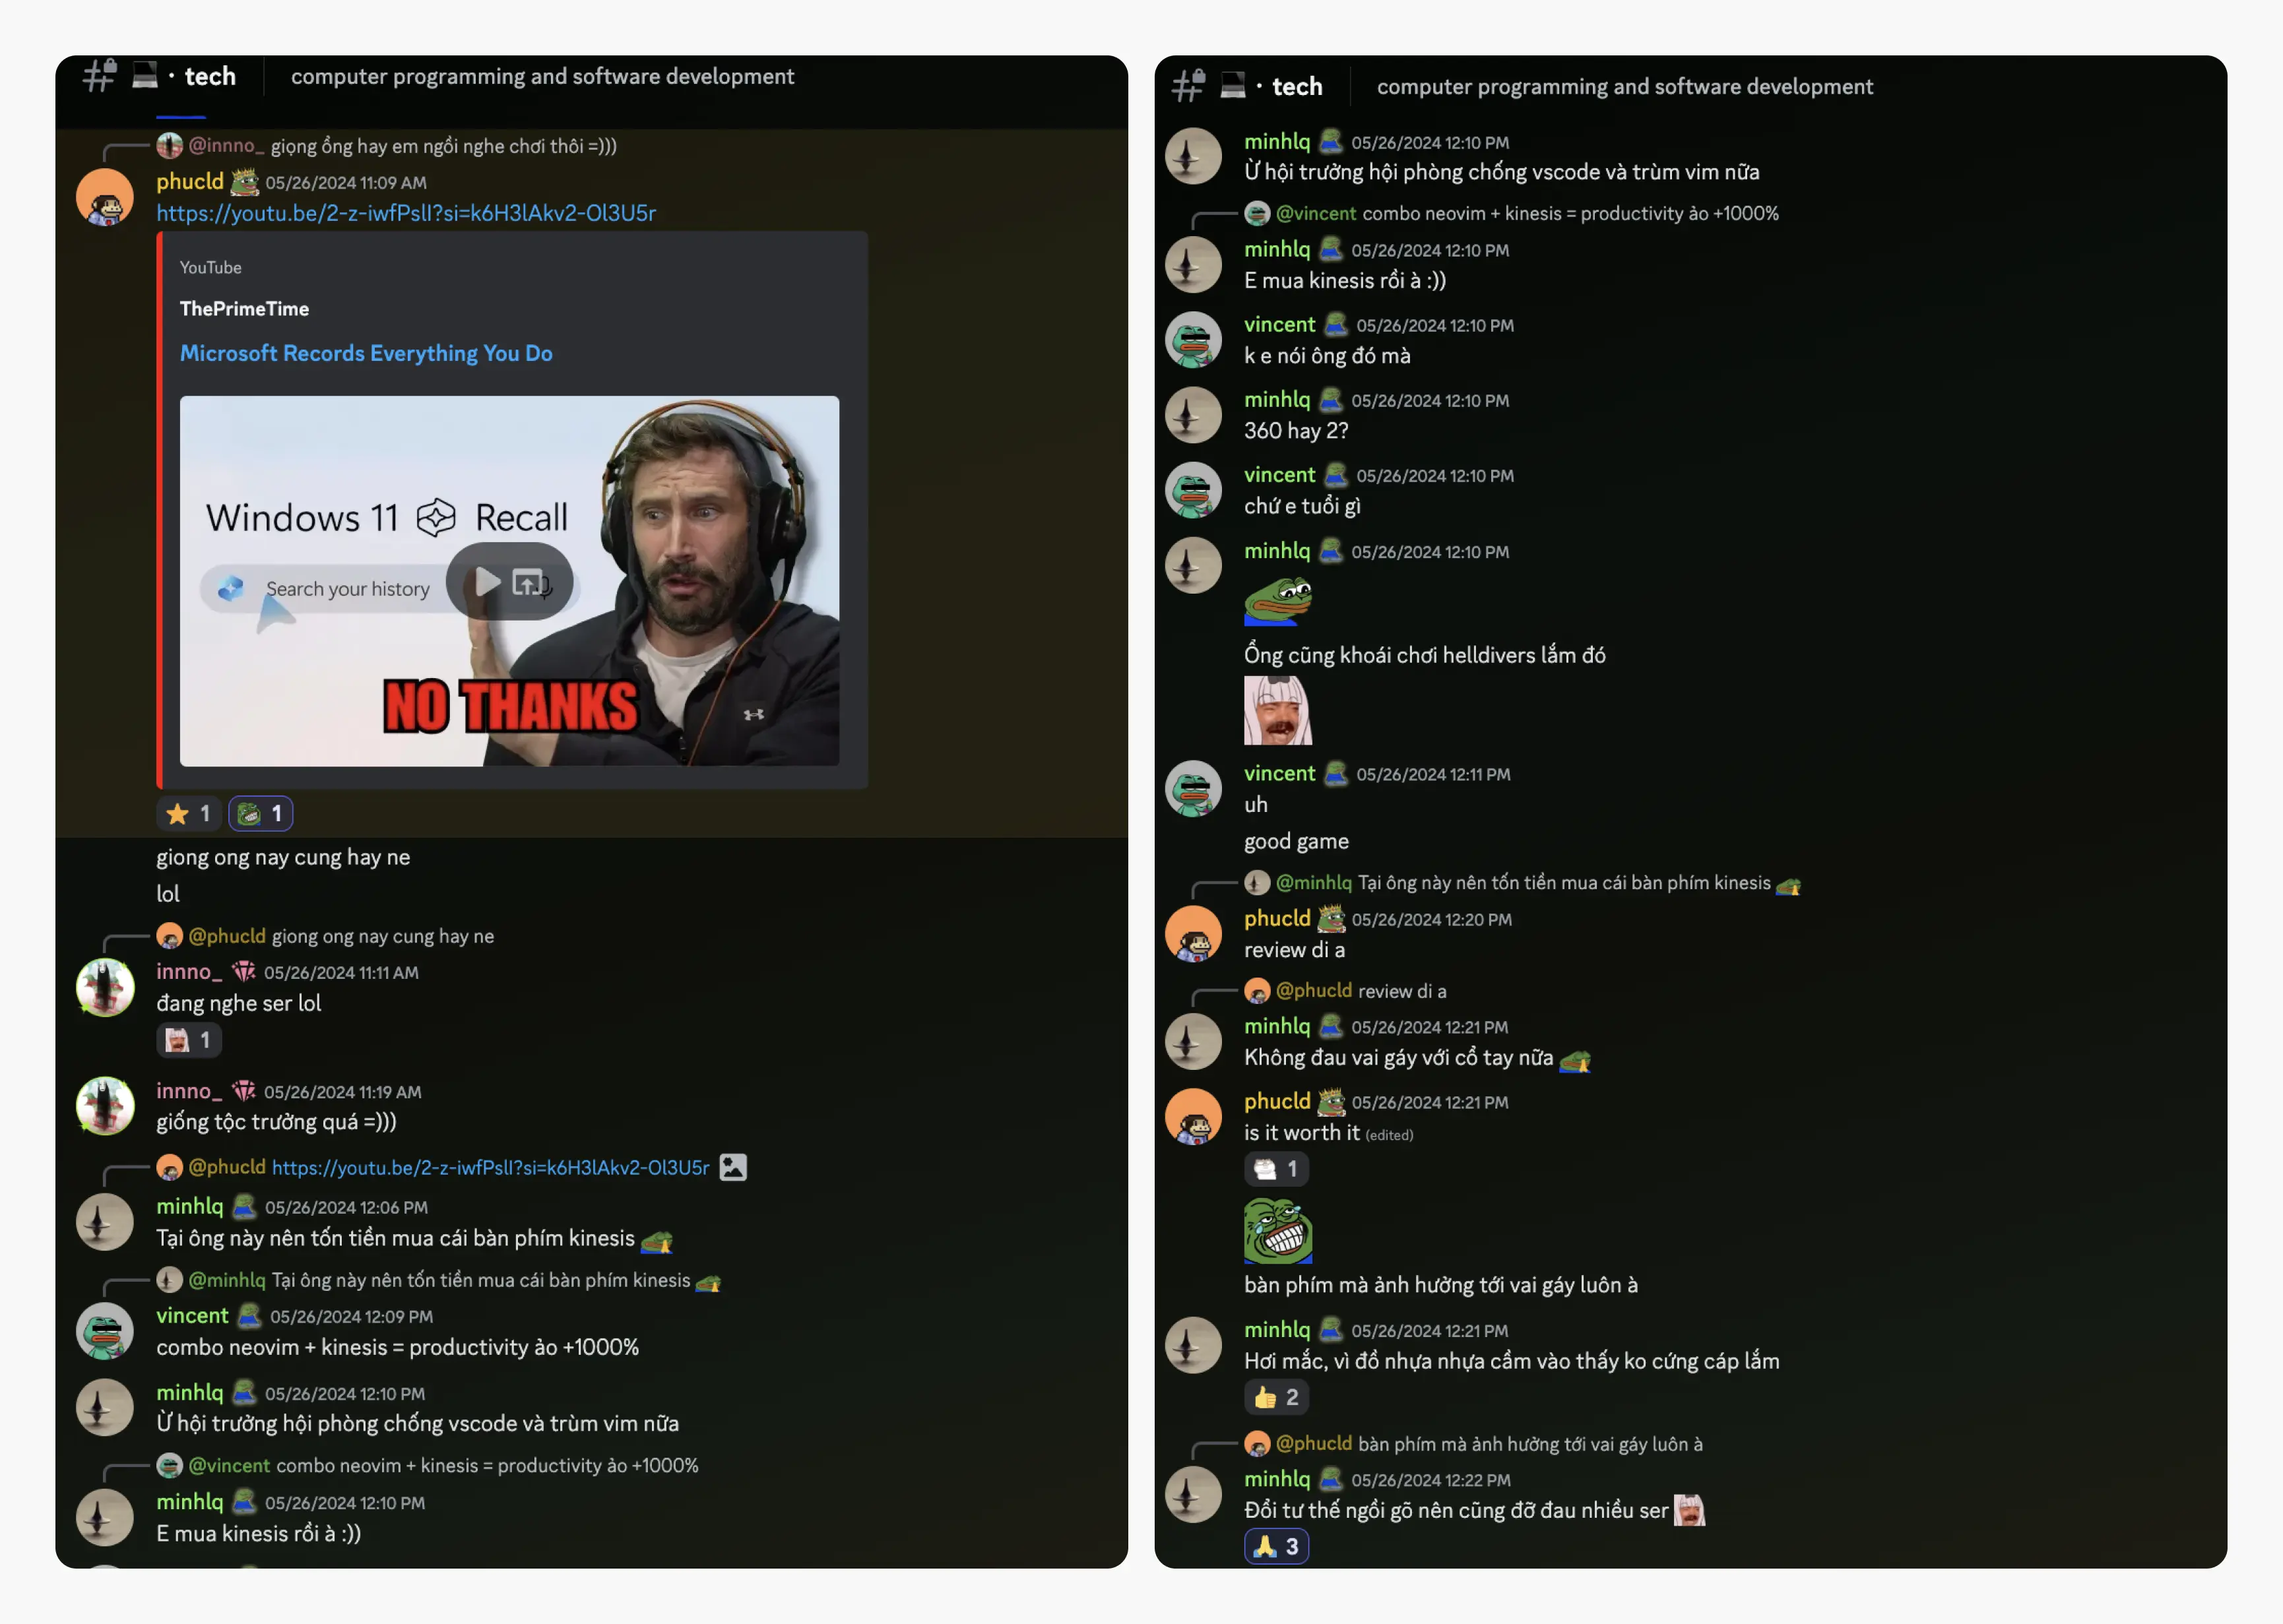 · tech computer programming and software development
@innno_ giọng ổng hay em ngồi nghe chơi thôi =)))
phucld 05/26/2024 11:09 AM
https://youtu.be/2-z-iwfPslI?si=k6H3lAkv2-Ol3U5r
YouTube
ThePrimeTime
Microsoft Records Everything You Do
Windows 11 Recall
Search your history
NO THANKS
1 1
giong ong nay cung hay ne
lol
@phucld giong ong nay cung hay ne
innno_ 05/26/2024 11:11 AM
đang nghe ser lol
1
innno_ 05/26/2024 11:19 AM
giống tộc trưởng quá =)))
@phucld https://youtu.be/2-z-iwfPslI?si=k6H3lAkv2-Ol3U5r
minhlq 05/26/2024 12:06 PM
Tại ông này nên tốn tiền mua cái bàn phím kinesis
@minhlq Tại ông này nên tốn tiền mua cái bàn phím kinesis
vincent 05/26/2024 12:09 PM
combo neovim + kinesis = productivity ảo +1000%
minhlq 05/26/2024 12:10 PM
Ừ hội trưởng hội phòng chống vscode và trùm vim nữa
@vincent combo neovim + kinesis = productivity ảo +1000%
minhlq 05/26/2024 12:10 PM
E mua kinesis rồi à :))
· tech computer programming and software development
minhlq 05/26/2024 12:10 PM
Ừ hội trưởng hội phòng chống vscode và trùm vim nữa
@vincent combo neovim + kinesis = productivity ảo +1000%
minhlq 05/26/2024 12:10 PM
E mua kinesis rồi à :))
vincent 05/26/2024 12:10 PM
k e nói ông đó mà
minhlq 05/26/2024 12:10 PM
360 hay 2?
vincent 05/26/2024 12:10 PM
chứ e tuổi gì
minhlq 05/26/2024 12:10 PM
Ổng cũng khoái chơi helldivers lắm đó
vincent 05/26/2024 12:11 PM
uh
good game
@minhlq Tại ông này nên tốn tiền mua cái bàn phím kinesis
phucld 05/26/2024 12:20 PM
review di a
@phucld review di a
minhlq 05/26/2024 12:21 PM
Không đau vai gáy với cổ tay nữa
phucld 05/26/2024 12:21 PM
is it worth it (edited)
1
bàn phím mà ảnh hưởng tới vai gáy luôn à
minhlq 05/26/2024 12:21 PM
Hơi mắc, vì đồ nhựa nhựa cầm vào thấy ko cứng cáp lắm
2
@phucld bàn phím mà ảnh hưởng tới vai gáy luôn à
minhlq 05/26/2024 12:22 PM
Đổi tư thế ngồi gõ nên cũng đỡ đau nhiều ser
3